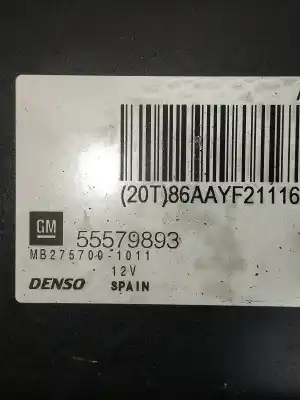 (20T)86AAYF21116
GM
55579893
MB275700-1011
12V
DENSO SPAIN